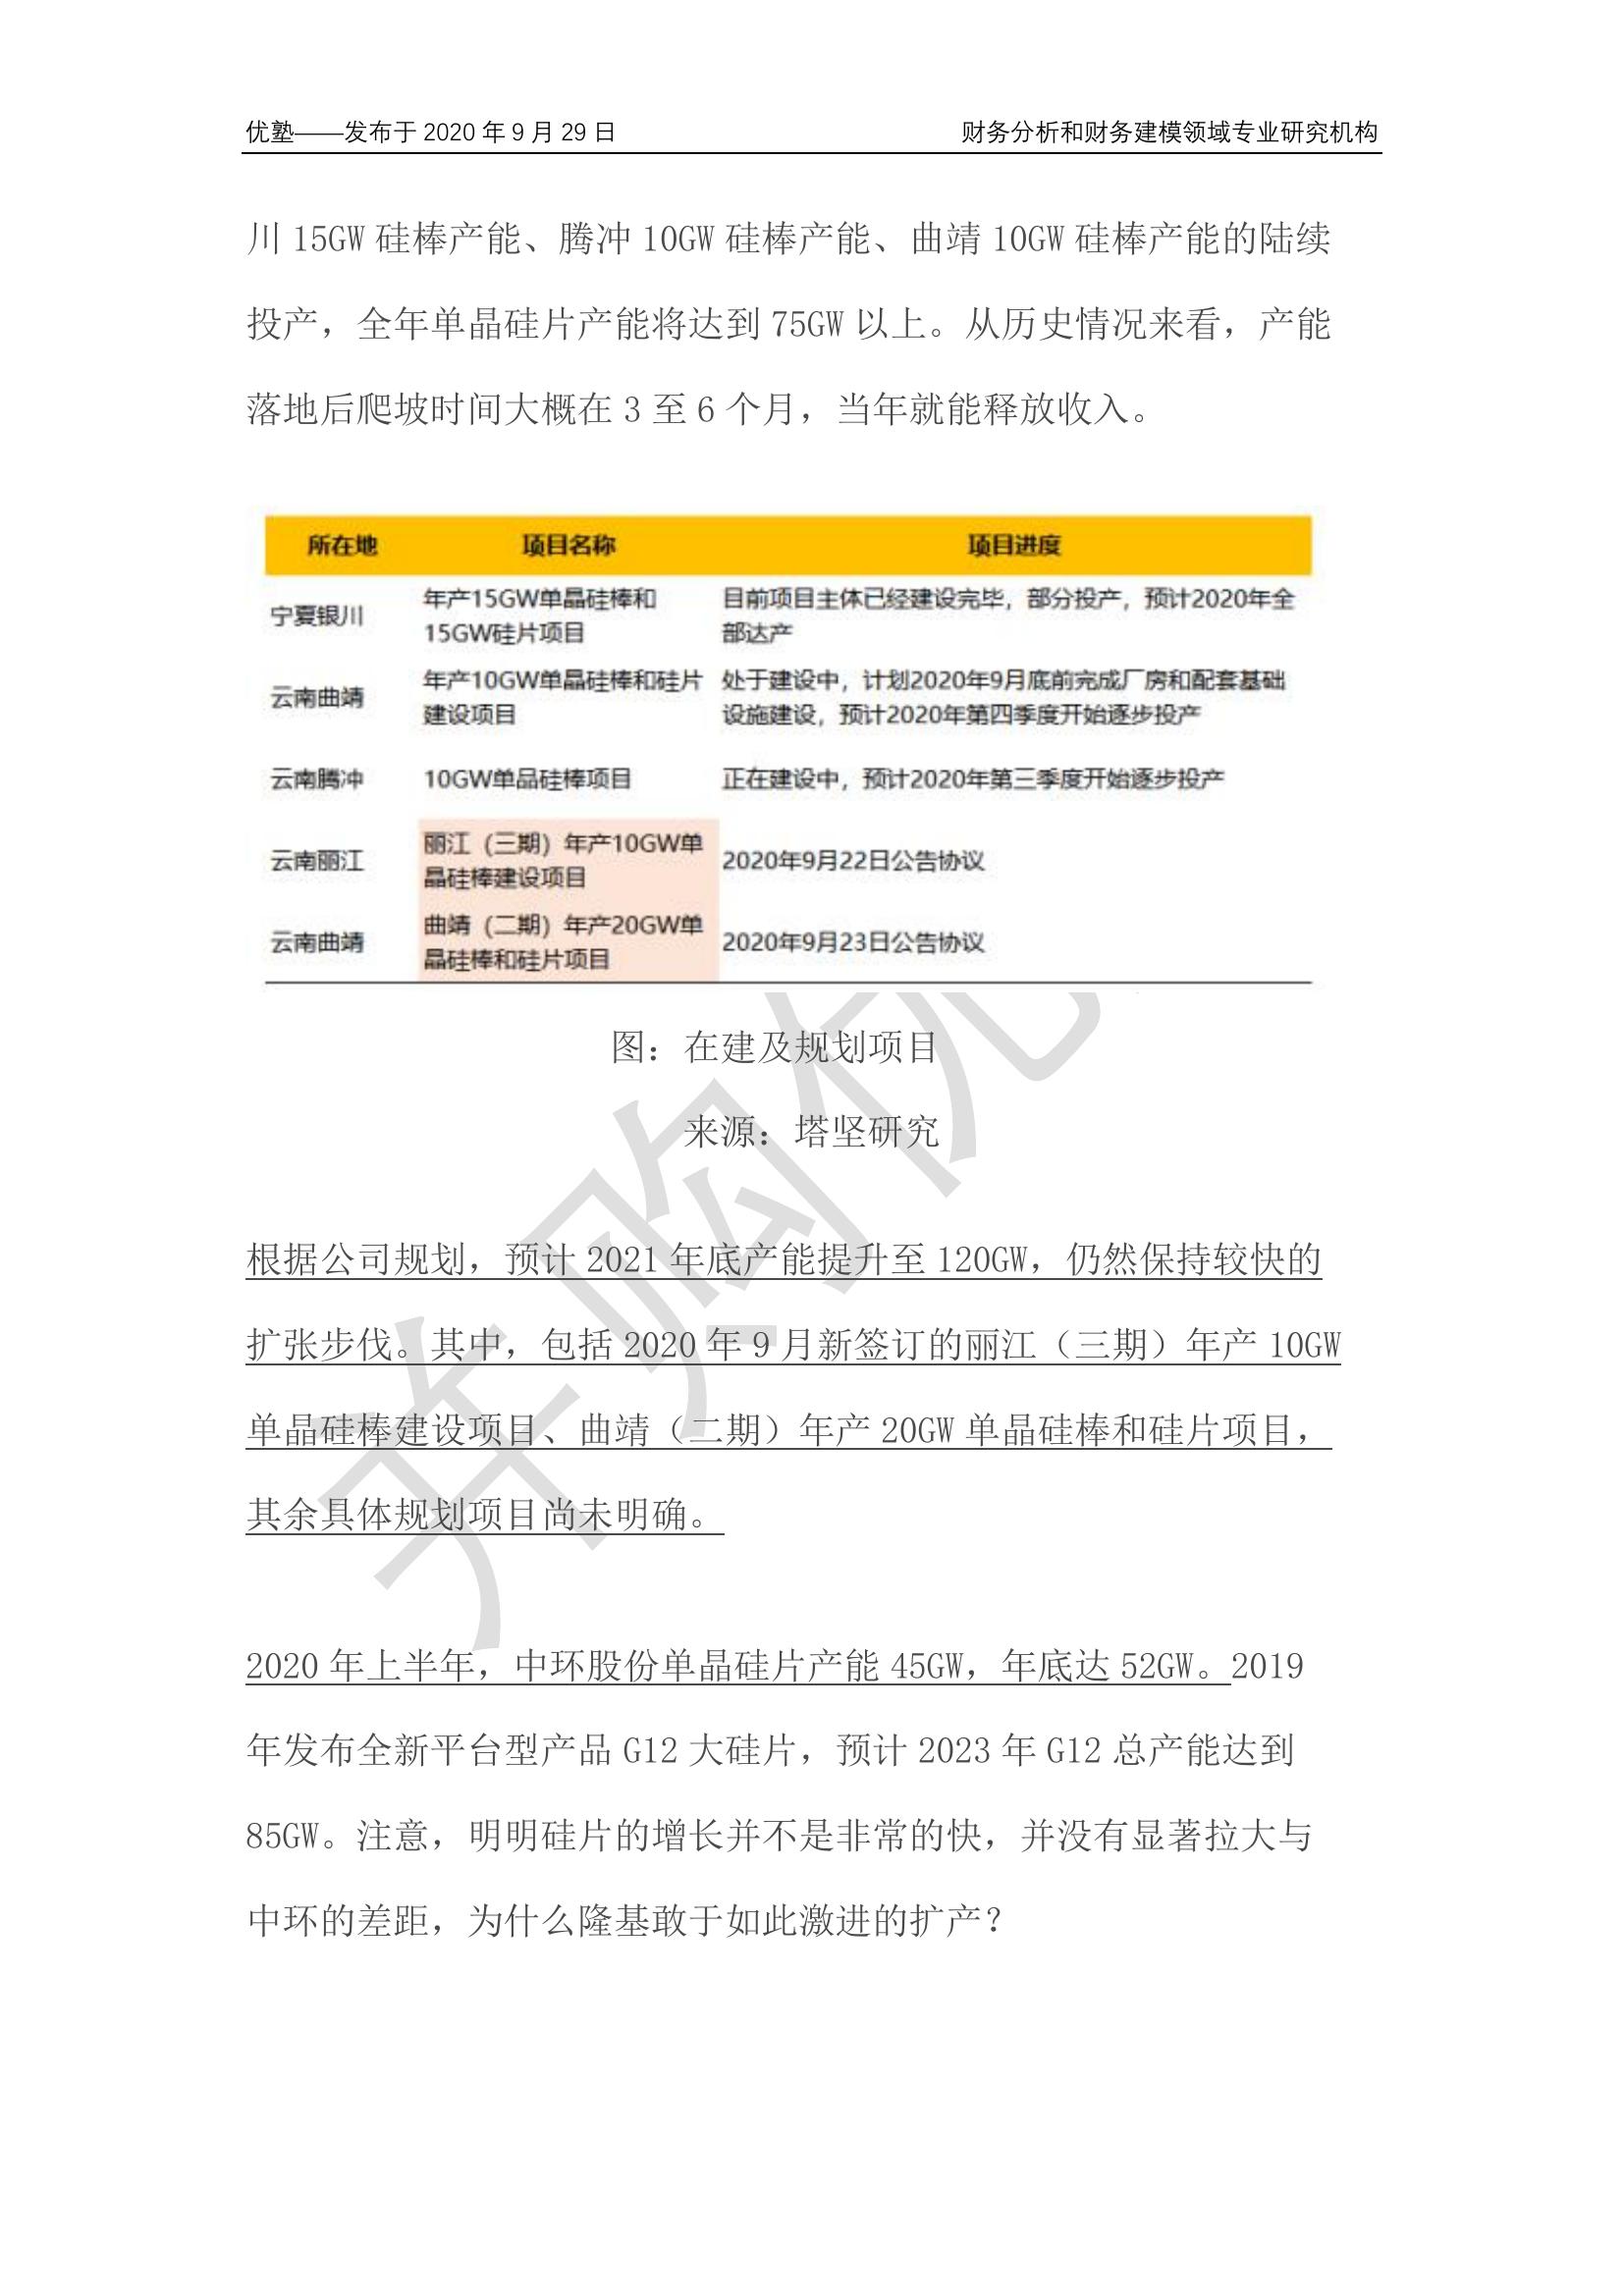 优塾——发布于 2020 年 9 月 29 日 财务分析和财务建模领域专业研究机构
川 15GW 硅棒产能、腾冲 10GW 硅棒产能、曲靖 10GW 硅棒产能的陆续
投产，全年单晶硅片产能将达到 75GW 以上。从历史情况来看，产能
落地后爬坡时间大概在 3 至 6 个月，当年就能释放收入。
所在地 项目名称 项目进度
宁夏银川 年产15GW单晶硅棒和 目前项目主体已经建设完毕，部分投产，预计2020年全
15GW硅片项目 部达产
云南曲靖 年产10GW单晶硅棒和硅片 处于建设中，计划2020年9月底前完成厂房和配套基础
建设项目 设施建设，预计2020年第四季度开始逐步投产
云南腾冲 10GW单品硅棒项目 正在建设中，预计2020年第三季度开始逐步投产
云南丽江 丽江（三期）年产10GW单 2020年9月22日公告协议
晶硅棒建设项目
云南曲靖 曲靖（二期）年产20GW单 2020年9月23日公告协议
晶硅棒和硅片项目
图：在建及规划项目
来源：塔坚研究
根据公司规划，预计 2021 年底产能提升至 120GW，仍然保持较快的
扩张步伐。其中，包括 2020 年 9 月新签订的丽江（三期）年产 10GW
单晶硅棒建设项目、曲靖（二期）年产 20GW 单晶硅棒和硅片项目，
其余具体规划项目尚未明确。
2020 年上半年，中环股份单晶硅片产能 45GW，年底达 52GW。2019
年发布全新平台型产品 G12 大硅片，预计 2023 年 G12 总产能达到
85GW。注意，明明硅片的增长并不是非常的快，并没有显著拉大与
中环的差距，为什么隆基敢于如此激进的扩产？